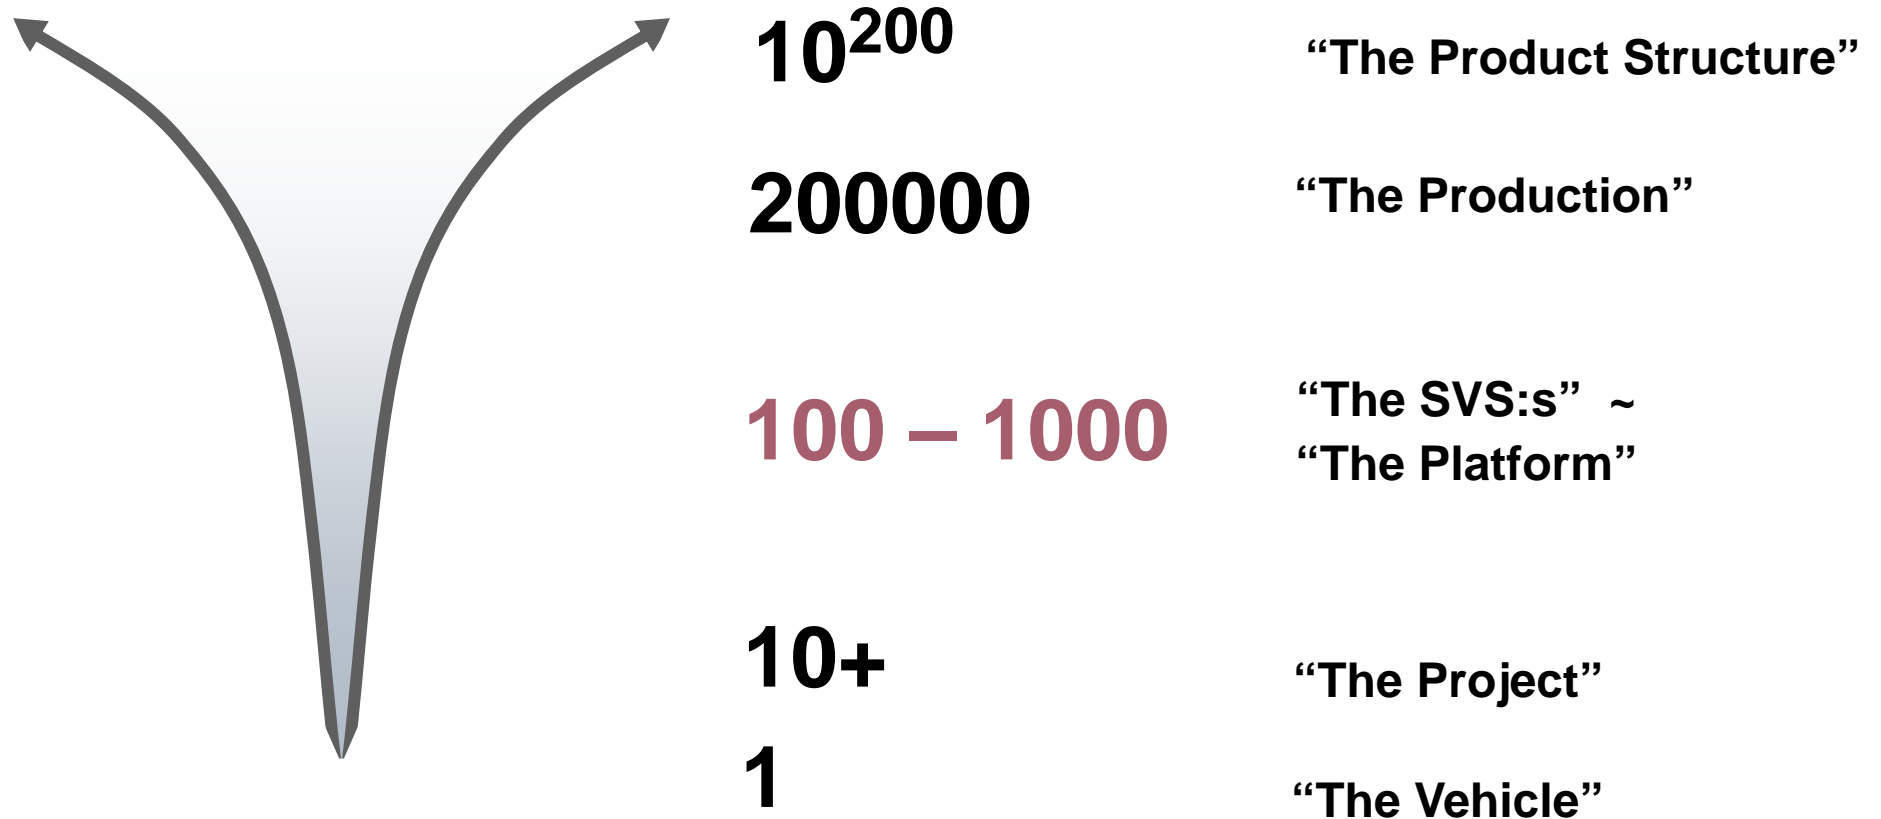 10²⁰⁰ “The Product Structure”
200000 “The Production”
100 – 1000 “The SVS:s” ~
“The Platform”
10+ “The Project”
1 “The Vehicle”